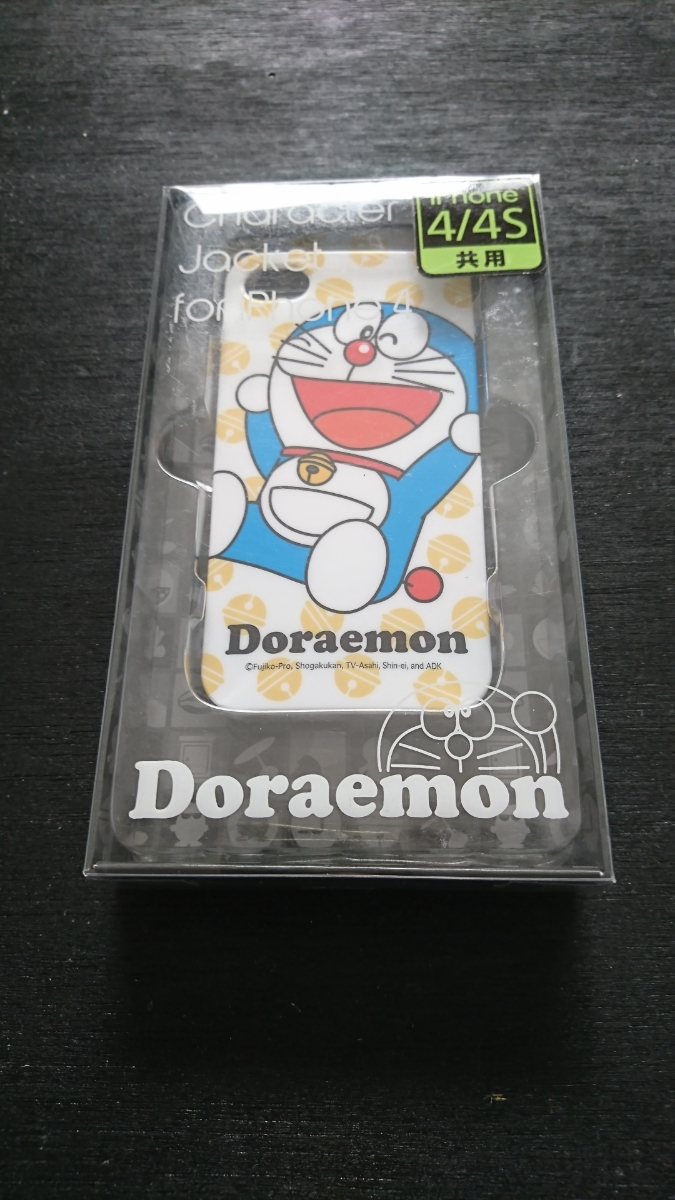 Character
Jacket
for iPhone 4
iPhone
4/4S
共用
Doraemon
©Fujiko-Pro, Shogakukan, TV-Asahi, Shin-ei, and ADK
Doraemon